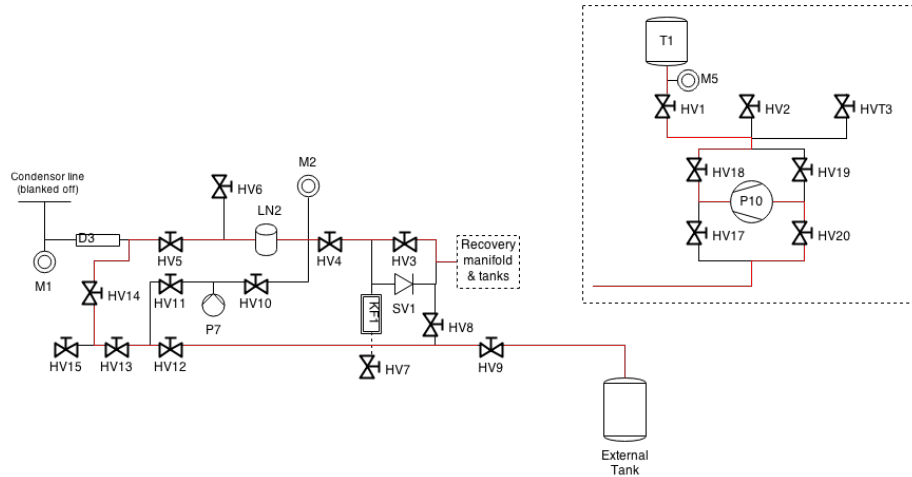 T1
M5
HV1
HV2
HVT3
HV18
HV19
P10
HV17
HV20
M2
Condensor line
(blanked off)
HV6
LN2
D3
HV5
HV4
HV3
Recovery
manifold
& tanks
M1
HV14
HV11
HV10
SV1
KF1
P7
HV8
HV15
HV13
HV12
HV7
HV9
External
Tank